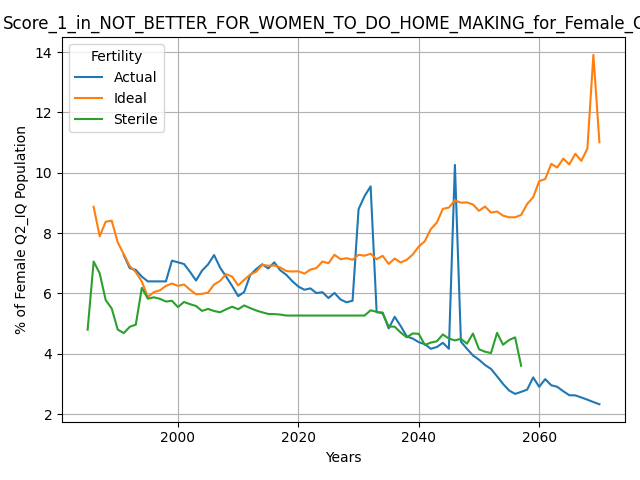 Score_1_in_NOT_BETTER_FOR_WOMEN_TO_DO_HOME_MAKING_for_Female_
Fertility
Actual
Ideal
Sterile
% of Female Q2_IQ Population
14
12
10
8
6
4
2
2000 2020 2040 2060
Years